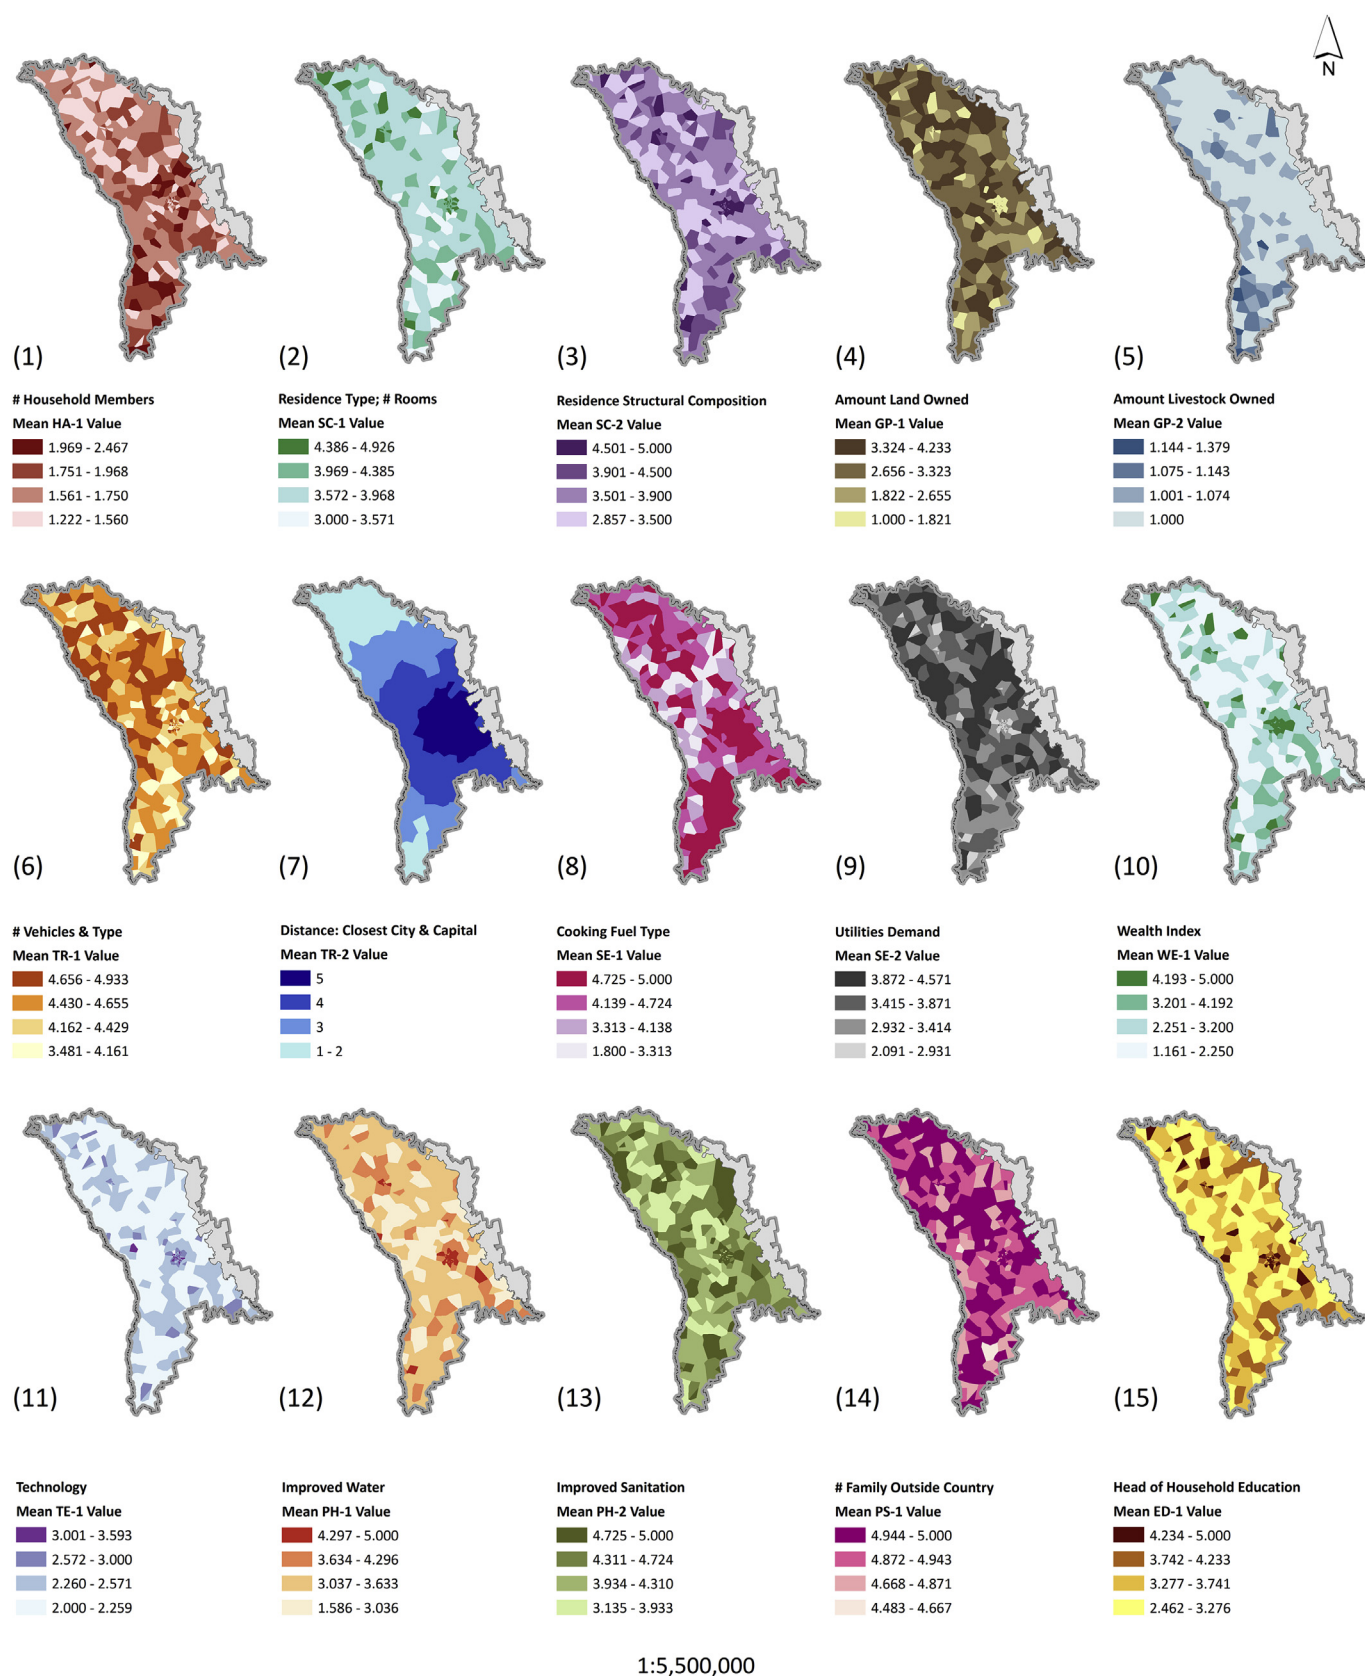 N
(1)
(2)
(3)
(4)
(5)
# Household Members
Mean HA-1 Value
1.969 - 2.467
1.751 - 1.968
1.561 - 1.750
1.222 - 1.560
Residence Type; # Rooms
Mean SC-1 Value
4.386 - 4.926
3.969 - 4.385
3.572 - 3.968
3.000 - 3.571
Residence Structural Composition
Mean SC-2 Value
4.501 - 5.000
3.901 - 4.500
3.501 - 3.900
2.857 - 3.500
Amount Land Owned
Mean GP-1 Value
3.324 - 4.233
2.656 - 3.323
1.822 - 2.655
1.000 - 1.821
Amount Livestock Owned
Mean GP-2 Value
1.144 - 1.379
1.075 - 1.143
1.001 - 1.074
1.000
(6)
(7)
(8)
(9)
(10)
# Vehicles & Type
Mean TR-1 Value
4.656 - 4.933
4.430 - 4.655
4.162 - 4.429
3.481 - 4.161
Distance: Closest City & Capital
Mean TR-2 Value
5
4
3
1 - 2
Cooking Fuel Type
Mean SE-1 Value
4.725 - 5.000
4.139 - 4.724
3.313 - 4.138
1.800 - 3.313
Utilities Demand
Mean SE-2 Value
3.872 - 4.571
3.415 - 3.871
2.932 - 3.414
2.091 - 2.931
Wealth Index
Mean WE-1 Value
4.193 - 5.000
3.201 - 4.192
2.251 - 3.200
1.161 - 2.250
(11)
(12)
(13)
(14)
(15)
Technology
Mean TE-1 Value
3.001 - 3.593
2.572 - 3.000
2.260 - 2.571
2.000 - 2.259
Improved Water
Mean PH-1 Value
4.297 - 5.000
3.634 - 4.296
3.037 - 3.633
1.586 - 3.036
Improved Sanitation
Mean PH-2 Value
4.725 - 5.000
4.311 - 4.724
3.934 - 4.310
3.135 - 3.933
# Family Outside Country
Mean PS-1 Value
4.944 - 5.000
4.872 - 4.943
4.668 - 4.871
4.483 - 4.667
Head of Household Education
Mean ED-1 Value
4.234 - 5.000
3.742 - 4.233
3.277 - 3.741
2.462 - 3.276
1:5,500,000